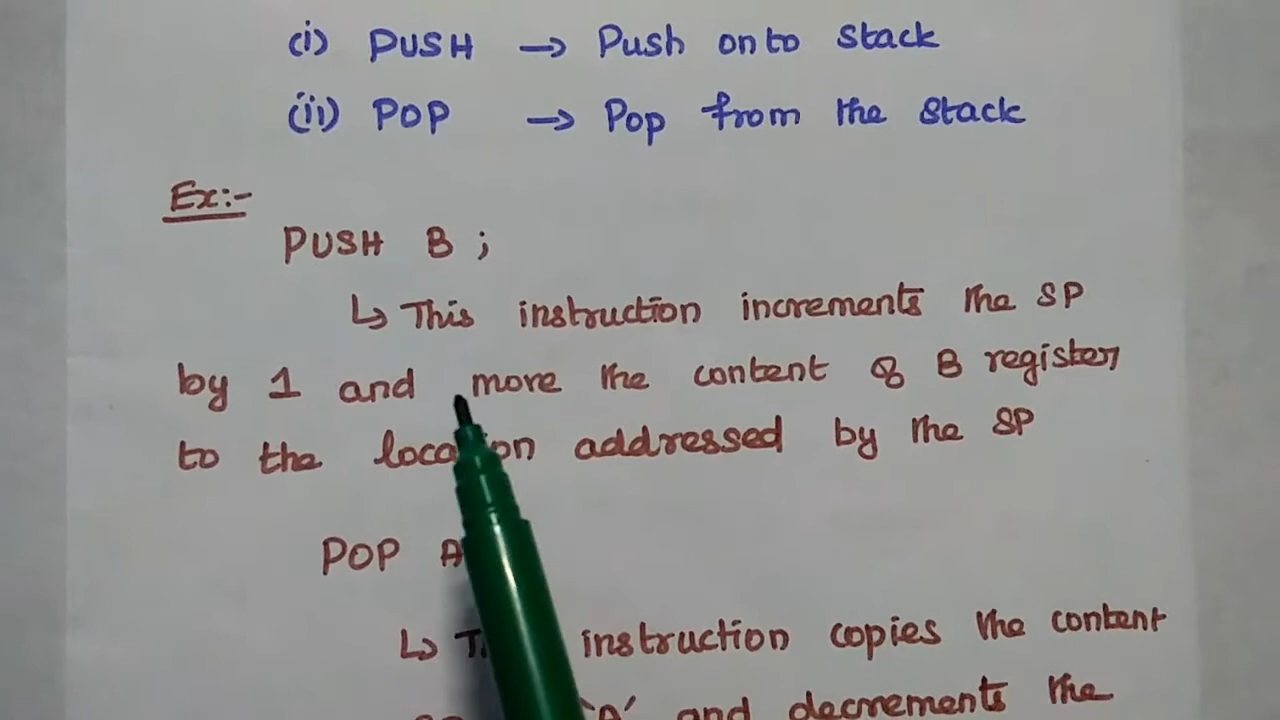 (i) PUSH → Push onto stack
(ii) POP → Pop from the stack
Ex:-
PUSH B ;
↳ This instruction increments the SP
by 1 and more the content of B register,
to the location addressed by the SP
POP A
↳ instruction copies the content
'A' and decrements the